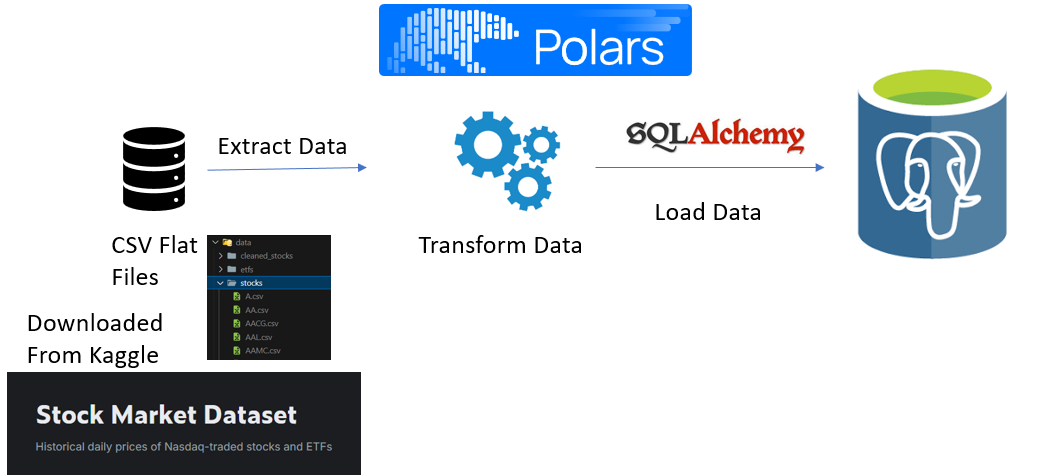 Polars
Extract Data
SQLAlchemy
Load Data
CSV Flat
Files
Transform Data
data
cleaned_stocks
etfs
stocks
A.csv
AA.csv
AACG.csv
AAL.csv
AAMC.csv
Downloaded
From Kaggle
Stock Market Dataset
Historical daily prices of Nasdaq-traded stocks and ETFs